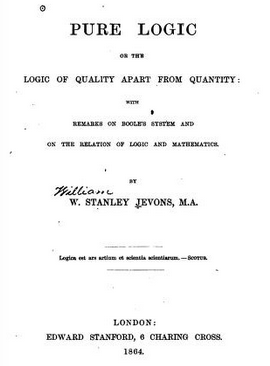 PURE LOGIC
OR THE
LOGIC OF QUALITY APART FROM QUANTITY:
WITH
REMARKS ON BOOLE'S SYSTEM AND
ON THE RELATION OF LOGIC AND MATHEMATICS.
BY
William
W. STANLEY JEVONS, M.A.
Logica est ars artium et scientia scientiarum.—SCOTUS.
LONDON:
EDWARD STANFORD, 6 CHARING CROSS.
1864.